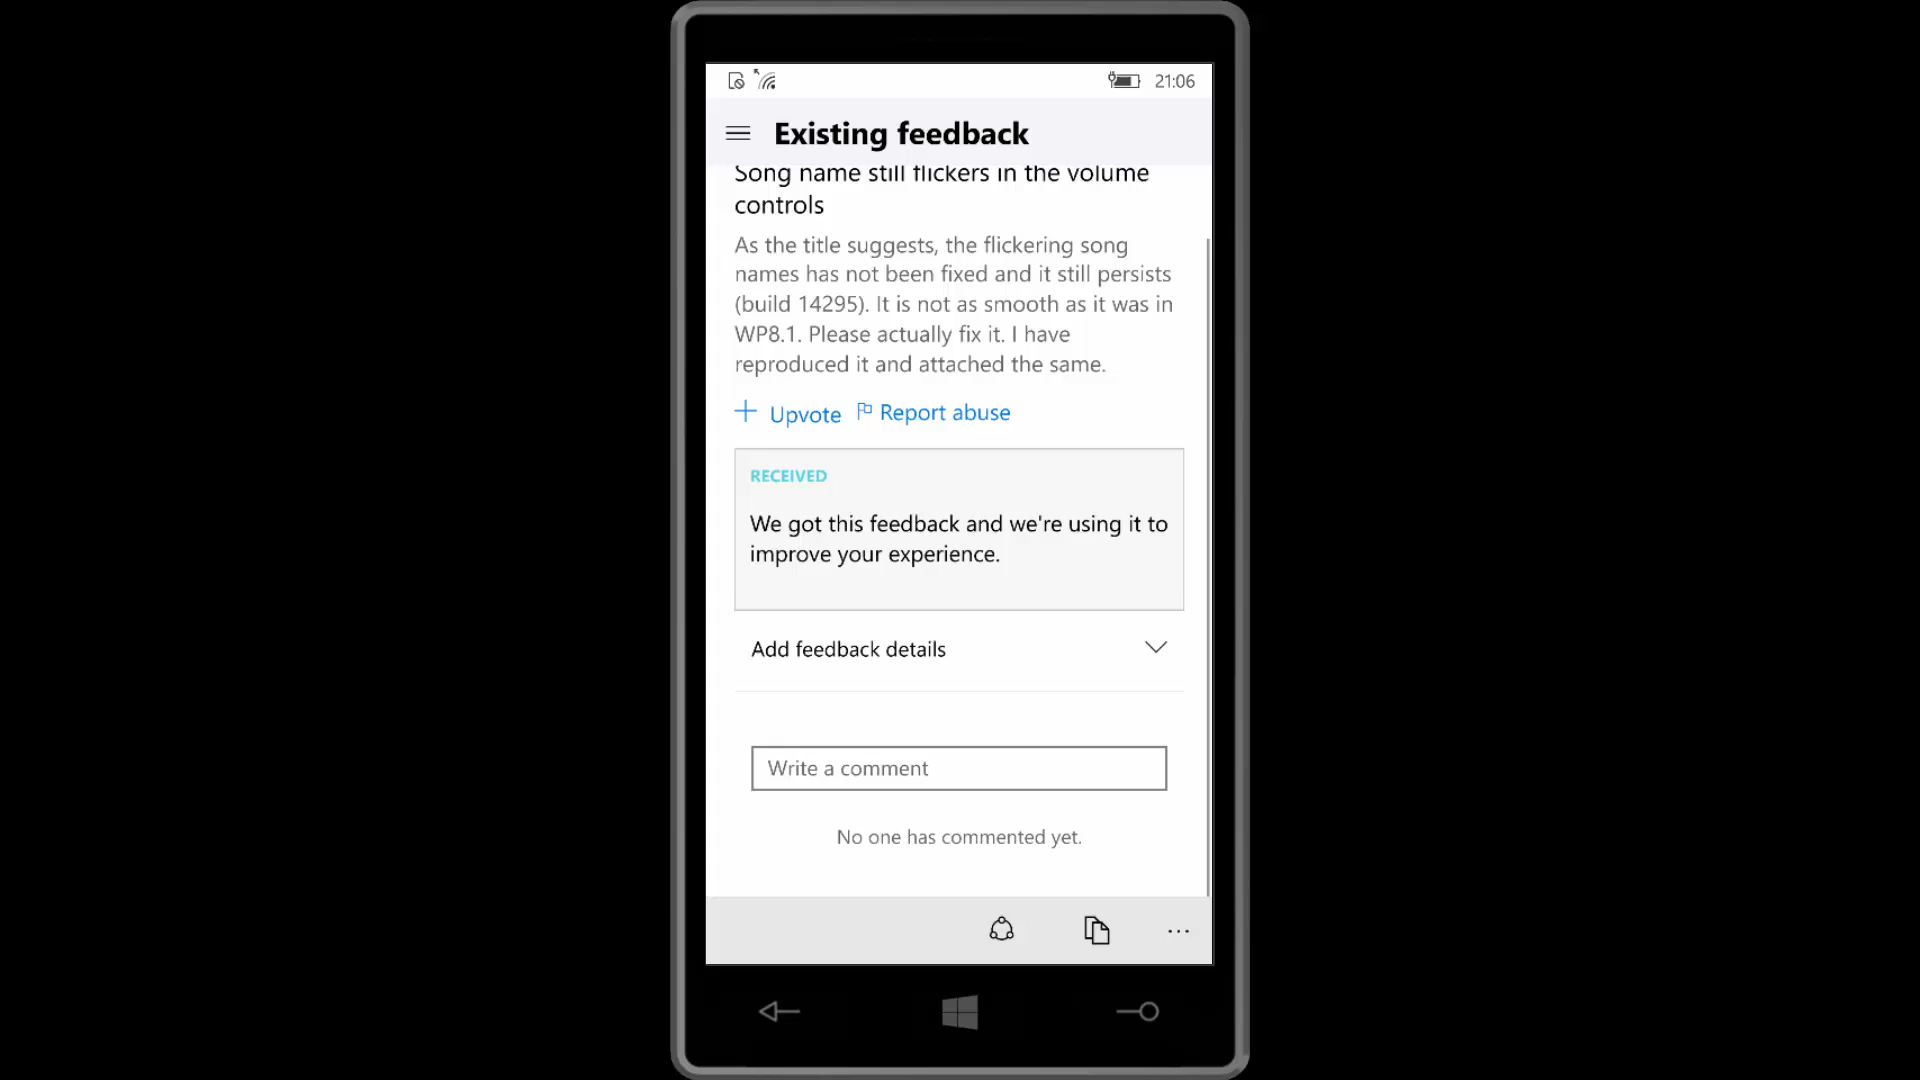 21:06
Existing feedback
Song name still flickers in the volume
controls
As the title suggests, the flickering song
names has not been fixed and it still persists
(build 14295). It is not as smooth as it was in
WP8.1. Please actually fix it. I have
reproduced it and attached the same.
Upvote Report abuse
RECEIVED
We got this feedback and we're using it to
improve your experience.
Add feedback details
Write a comment
No one has commented yet.